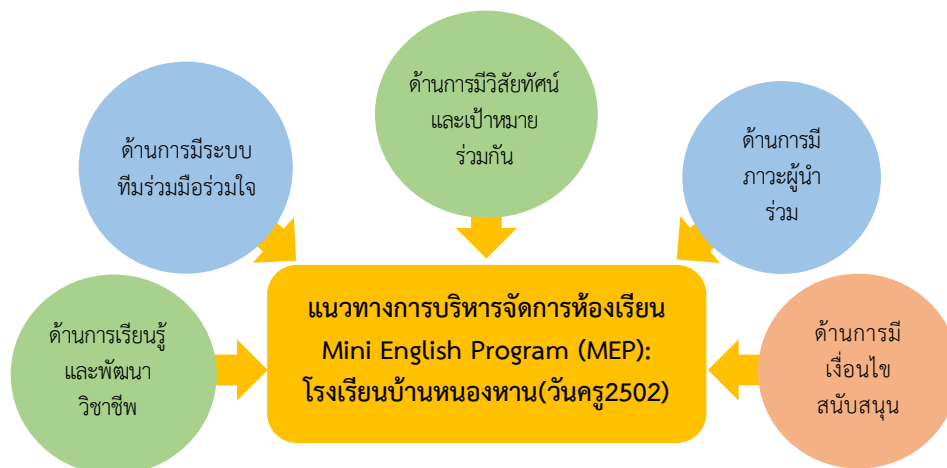 ด้านการมีวิสัยทัศน์
และเป้าหมาย
ร่วมกัน
ด้านการมีระบบ
ทีมร่วมมือร่วมใจ
ด้านการมี
ภาวะผู้นำ
ร่วม
ด้านการเรียนรู้
และพัฒนา
วิชาชีพ
แนวทางการบริหารจัดการห้องเรียน
Mini English Program (MEP):
โรงเรียนบ้านหนองหาน(วันครู2502)
ด้านการมี
เงื่อนไข
สนับสนุน